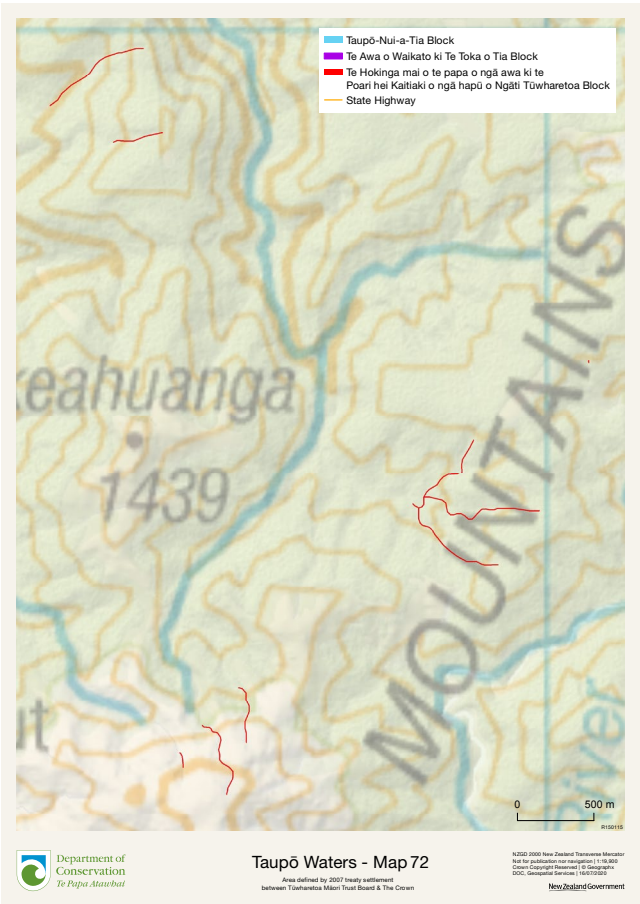 Taupō-Nui-a-Tia Block
Te Awa o Waikato ki Te Toka o Tia Block
Te Hokinga mai o te papa o ngā awa ki te
Poari hei Kaitiaki o ngā hapū o Ngāti Tūwharetoa Block
State Highway
MOUNTAINS
keahuanga
1439
ut
River
0 500 m
R150115
Department of
Conservation
Te Papa Atawhai
Taupō Waters - Map 72
Area defined by 2007 treaty settlement
between Tūwharetoa Māori Trust Board & The Crown
NZGD 2000 New Zealand Transverse Mercator
Not for publication nor navigation | 1:19,900
Crown Copyright Reserved | © Geographx
DOC, Geospatial Services | 16/07/2020
New Zealand Government